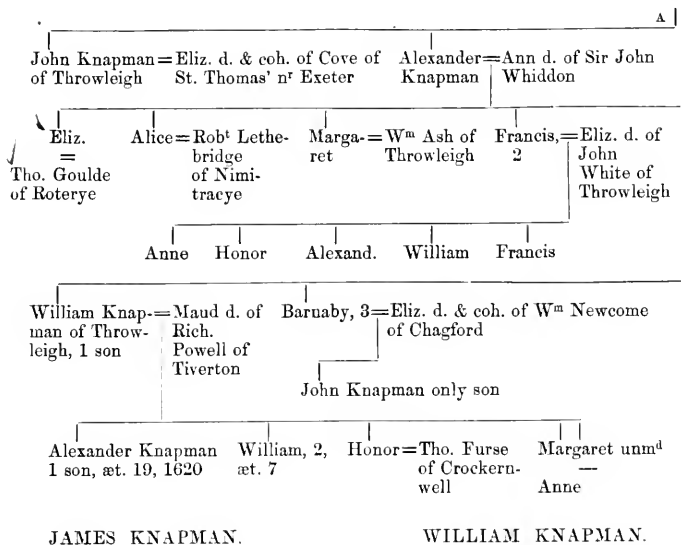 A
John Knapman = Eliz. d. & coh. of Cove of Alexander = Ann d. of Sir John
of Throwleigh St. Thomas' nr Exeter Knapman Whiddon
Eliz. Alice = Robt Lethe- Marga- = Wm Ash of Francis, = Eliz. d. of
= bridge ret Throwleigh 2 John
Tho. Goulde of Nimi- White of
of Roterye tracye Throwleigh
Anne Honor Alexand. William Francis
William Knap- = Maud d. of Barnaby, 3 = Eliz. d. & coh. of Wm Newcome
man of Throw- Rich. of Chagford
leigh, 1 son Powell of
Tiverton
John Knapman only son
Alexander Knapman William, 2, Honor = Tho. Furse Margaret unmd
1 son, æt. 19, 1620 æt. 7 of Crockern- —
well Anne
JAMES KNAPMAN. WILLIAM KNAPMAN.